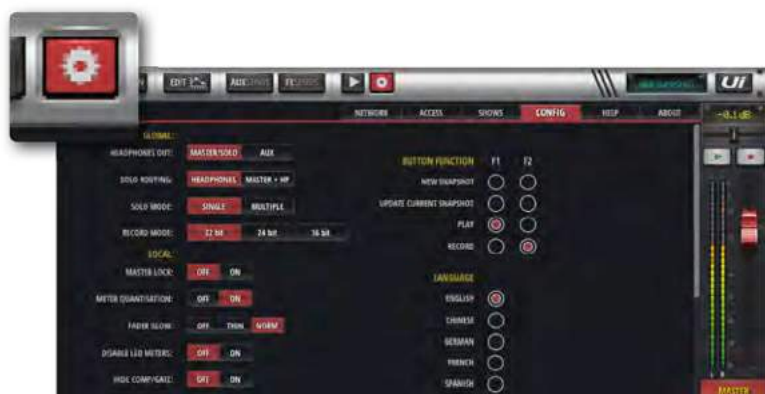 EDIT AUX SENDS FX SENDS Ui
NETWORK ACCESS SHOWS CONFIG HELP ABOUT -0.1 dB
GLOBAL:
HEADPHONES OUT: MASTER/SOLO AUX
BUTTON FUNCTION F1 F2
SOLO ROUTING: HEADPHONES MASTER + HP
NEW SNAPSHOT
SOLO MODE: SINGLE MULTIPLE
UPDATE CURRENT SNAPSHOT
PLAY
RECORD MODE: 32 bit 24 bit 16 bit
RECORD
LOCAL:
MASTER LOCK: OFF ON
LANGUAGE
METER QUANTISATION: OFF ON
ENGLISH
FADER GLOW: OFF THIN NORM
CHINESE
GERMAN
DISABLE LED METERS: OFF ON
FRENCH
HIDE COMP/GATE: OFF ON
SPANISH
MASTER